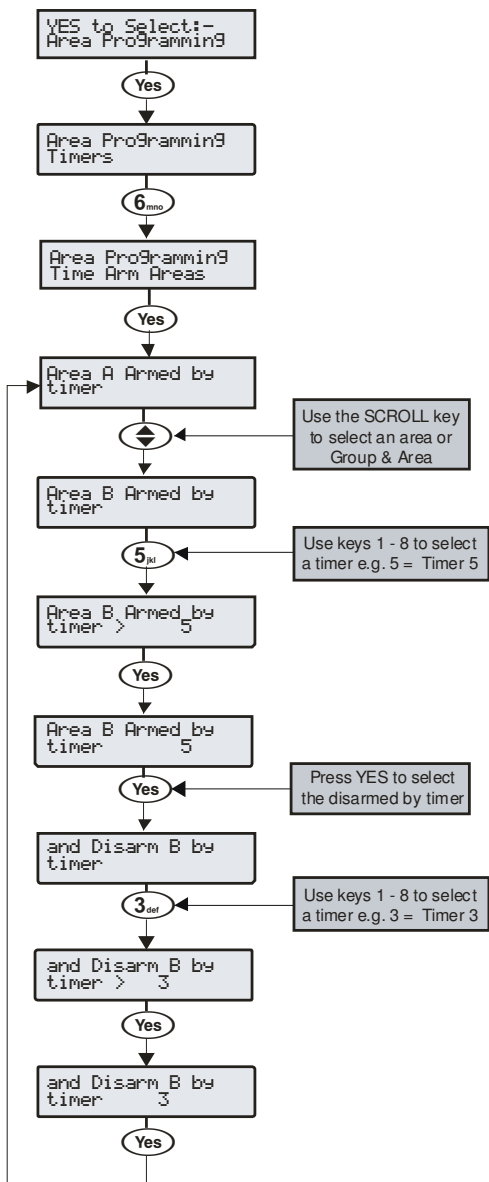 YES to Select:-
Area Programming
Yes
Area Programming
Timers
6mno
Area Programming
Time Arm Areas
Yes
Area A Armed by
timer
Use the SCROLL key
to select an area or
Group & Area
Area B Armed by
timer
5jkl
Use keys 1 - 8 to select
a timer e.g. 5 = Timer 5
Area B Armed by
timer > 5
Yes
Area B Armed by
timer 5
Yes
Press YES to select
the disarmed by timer
and Disarm B by
timer
3def
Use keys 1 - 8 to select
a timer e.g. 3 = Timer 3
and Disarm B by
timer > 3
Yes
and Disarm B by
timer 3
Yes